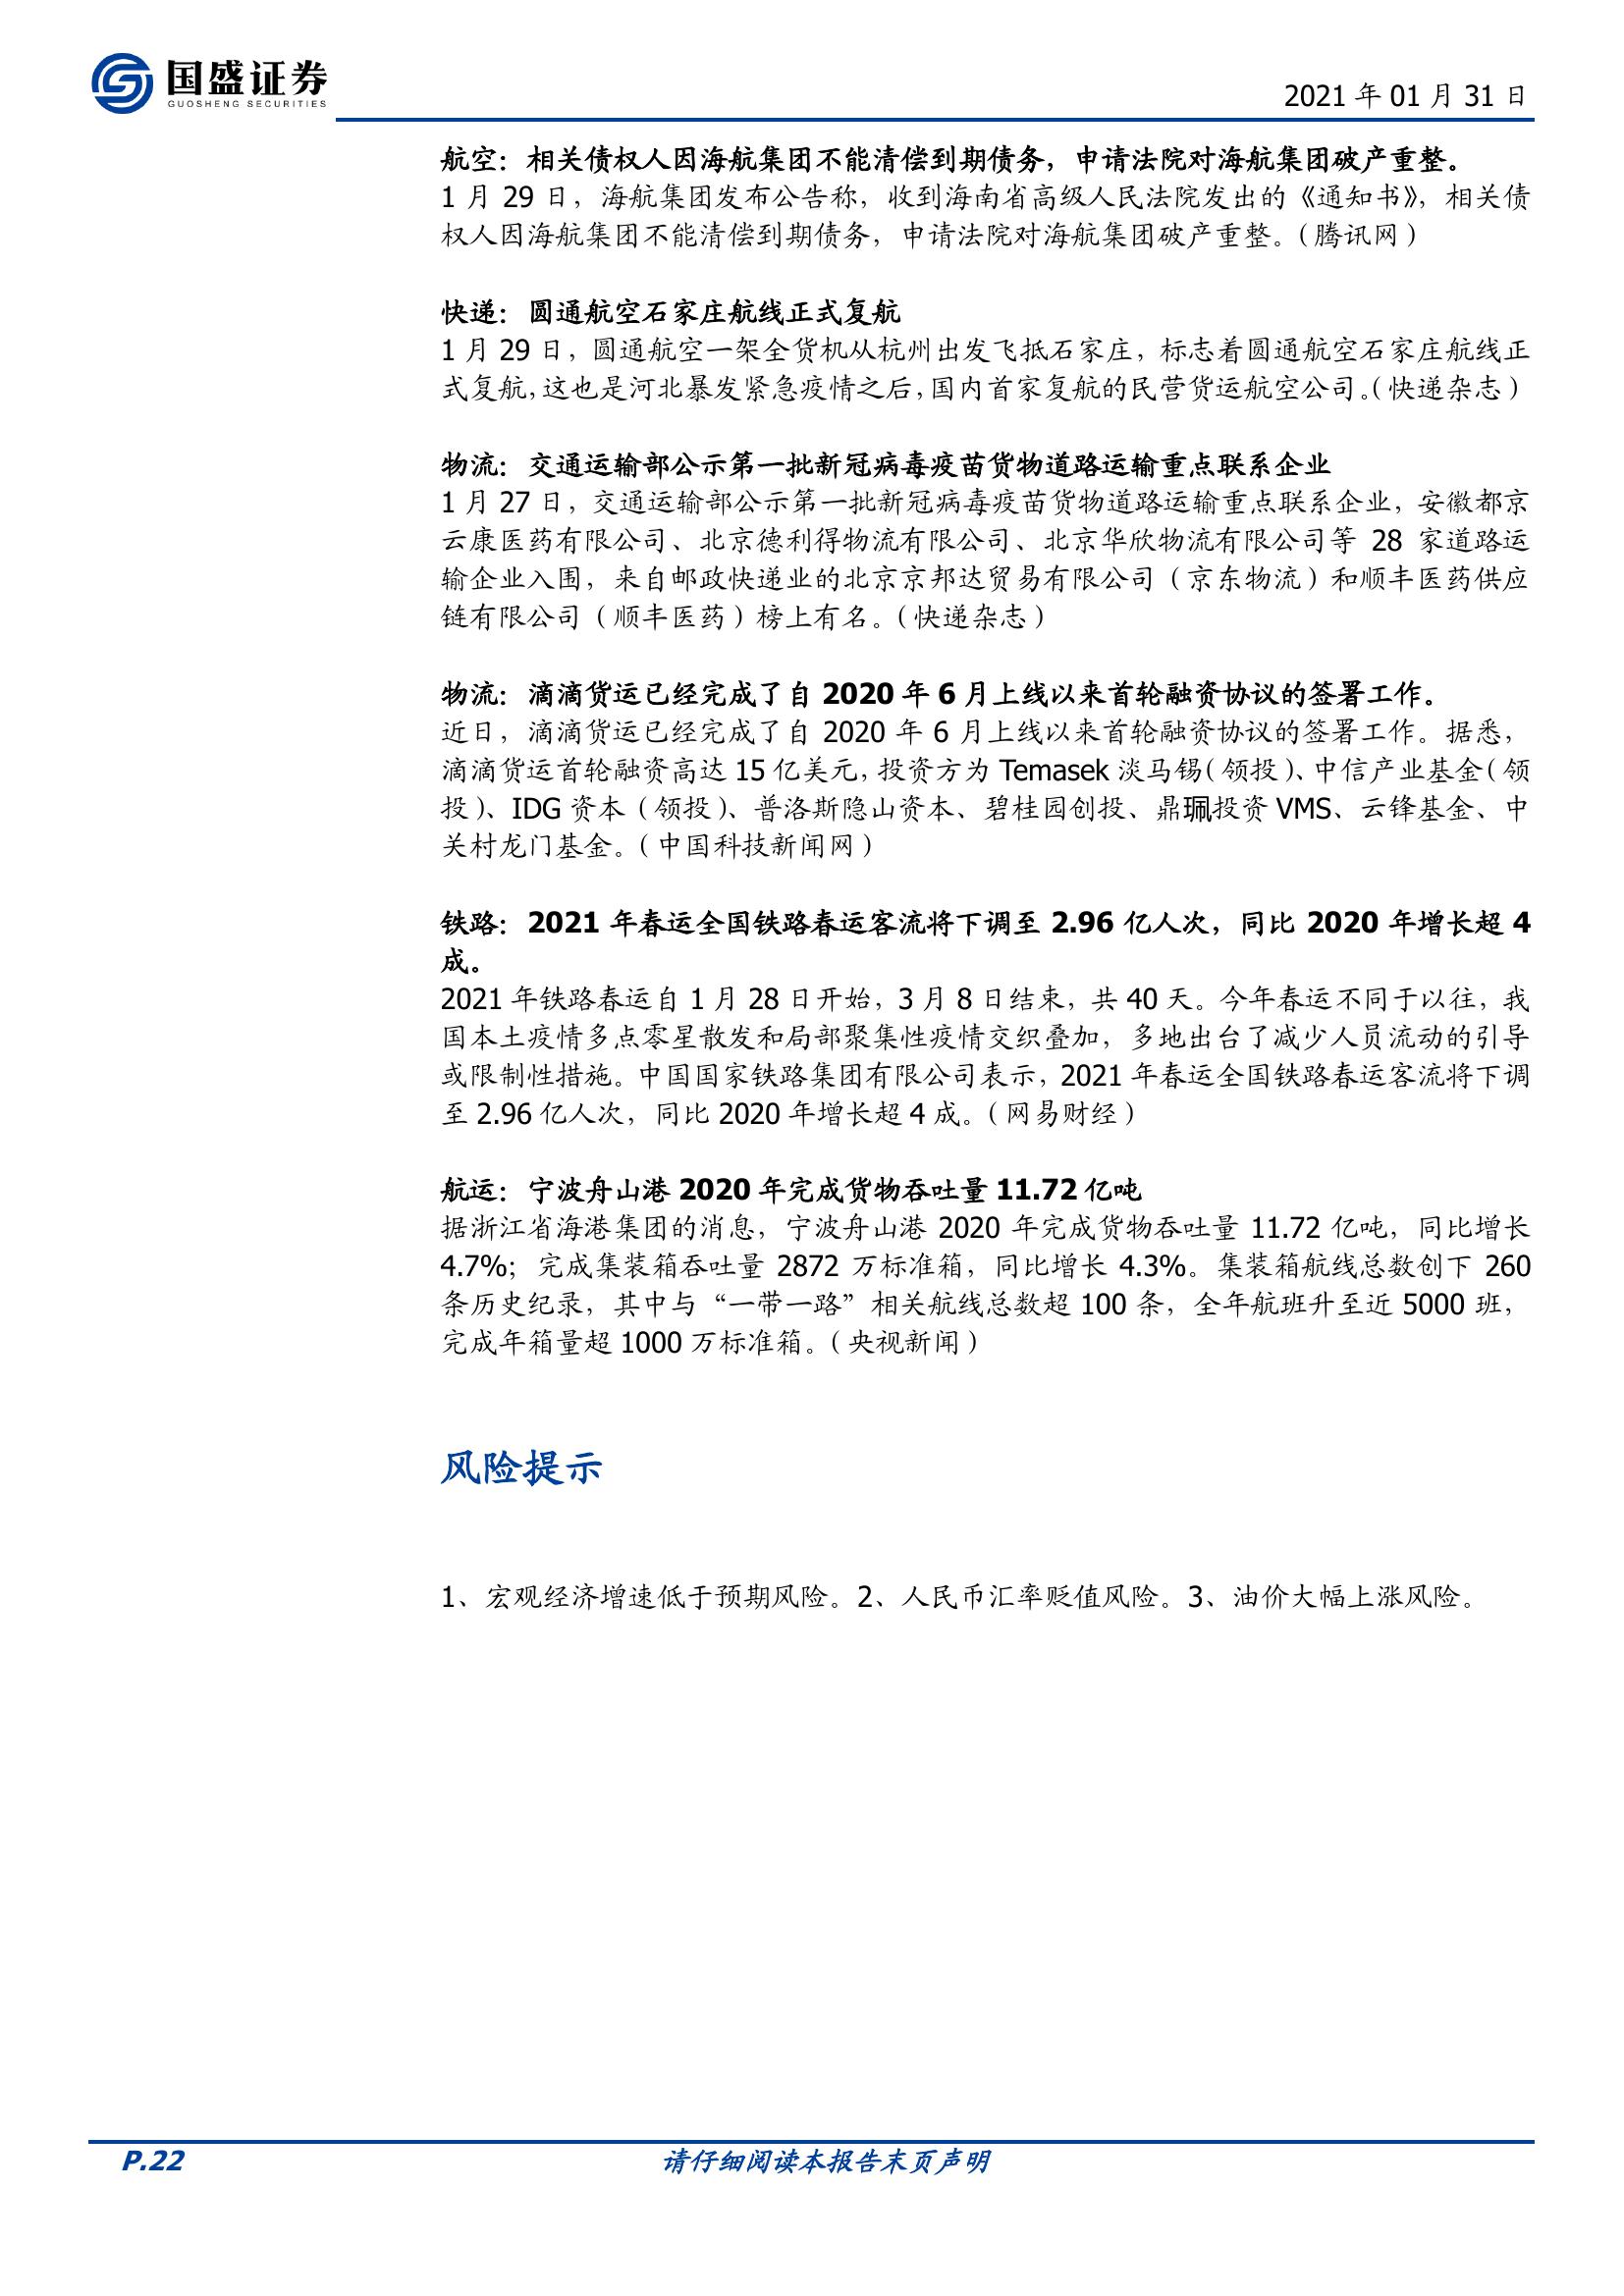 国盛证券
GUOSHENG SECURITIES
2021 年 01 月 31 日
航空：相关债权人因海航集团不能清偿到期债务，申请法院对海航集团破产重整。
1 月 29 日，海航集团发布公告称，收到海南省高级人民法院发出的《通知书》，相关债
权人因海航集团不能清偿到期债务，申请法院对海航集团破产重整。（腾讯网）
快递：圆通航空石家庄航线正式复航
1 月 29 日，圆通航空一架全货机从杭州出发飞抵石家庄，标志着圆通航空石家庄航线正
式复航，这也是河北暴发紧急疫情之后，国内首家复航的民营货运航空公司。（快递杂志）
物流：交通运输部公示第一批新冠病毒疫苗货物道路运输重点联系企业
1 月 27 日，交通运输部公示第一批新冠病毒疫苗货物道路运输重点联系企业，安徽都京
云康医药有限公司、北京德利得物流有限公司、北京华欣物流有限公司等 28 家道路运
输企业入围，来自邮政快递业的北京京邦达贸易有限公司（京东物流）和顺丰医药供应
链有限公司（顺丰医药）榜上有名。（快递杂志）
物流：滴滴货运已经完成了自 2020 年 6 月上线以来首轮融资协议的签署工作。
近日，滴滴货运已经完成了自 2020 年 6 月上线以来首轮融资协议的签署工作。据悉，
滴滴货运首轮融资高达 15 亿美元，投资方为 Temasek 淡马锡（领投）、中信产业基金（领
投）、IDG 资本（领投）、普洛斯隐山资本、碧桂园创投、鼎珮投资 VMS、云锋基金、中
关村龙门基金。（中国科技新闻网）
铁路：2021 年春运全国铁路春运客流将下调至 2.96 亿人次，同比 2020 年增长超 4
成。
2021 年铁路春运自 1 月 28 日开始，3 月 8 日结束，共 40 天。今年春运不同于以往，我
国本土疫情多点零星散发和局部聚集性疫情交织叠加，多地出台了减少人员流动的引导
或限制性措施。中国国家铁路集团有限公司表示，2021 年春运全国铁路春运客流将下调
至 2.96 亿人次，同比 2020 年增长超 4 成。（网易财经）
航运：宁波舟山港 2020 年完成货物吞吐量 11.72 亿吨
据浙江省海港集团的消息，宁波舟山港 2020 年完成货物吞吐量 11.72 亿吨，同比增长
4.7%；完成集装箱吞吐量 2872 万标准箱，同比增长 4.3%。集装箱航线总数创下 260
条历史纪录，其中与“一带一路”相关航线总数超 100 条，全年航班升至近 5000 班，
完成年箱量超 1000 万标准箱。（央视新闻）
风险提示
1、宏观经济增速低于预期风险。2、人民币汇率贬值风险。3、油价大幅上涨风险。
P.22
请仔细阅读本报告末页声明